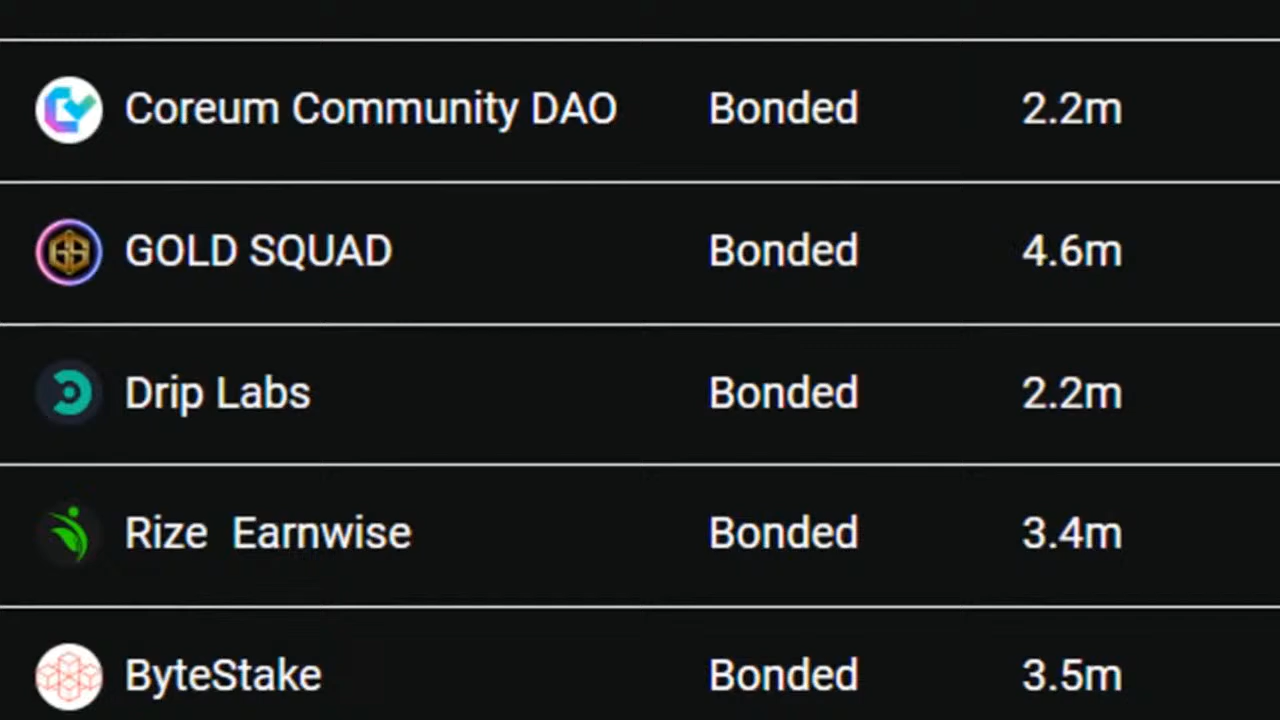 Coreum Community DAO Bonded 2.2m
GS GOLD SQUAD Bonded 4.6m
Drip Labs Bonded 2.2m
Rize  Earnwise Bonded 3.4m
ByteStake Bonded 3.5m